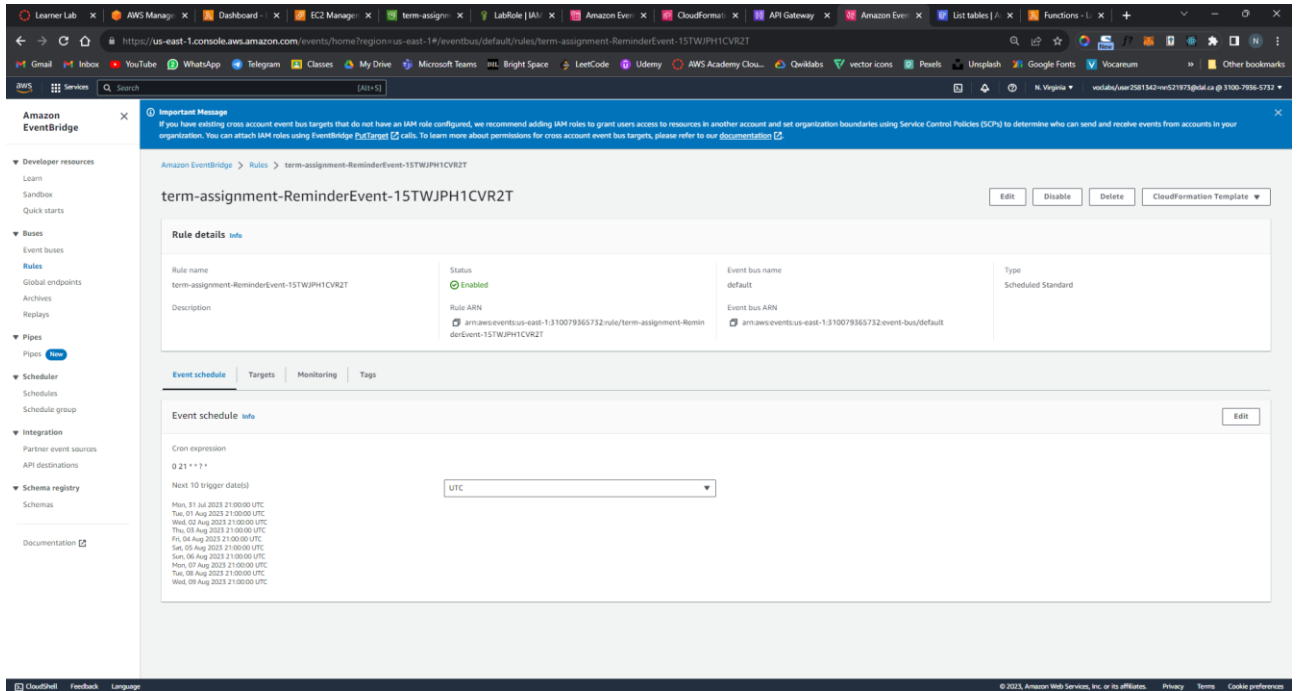 Learner Lab
AWS Manage
Dashboard -
EC2 Manager
term-assignm
LabRole | IAM
Amazon Even
CloudFormati
API Gateway
Amazon Even
List tables | A
Functions - L
https://us-east-1.console.aws.amazon.com/events/home?region=us-east-1#/eventbus/default/rules/term-assignment-ReminderEvent-15TWJPH1CVR2T
Gmail Inbox YouTube WhatsApp Telegram Classes My Drive Microsoft Teams Bright Space LeetCode Udemy AWS Academy Clou... Qwiklabs vector icons Pexels Unsplash Google Fonts Vocareum » Other bookmarks
aws Services Search [Alt+S] N. Virginia vodabs/user2581342=nn521973@dal.ca @ 3100-7936-5732
Amazon EventBridge
Developer resources
Learn
Sandbox
Quick starts
Buses
Event buses
Rules
Global endpoints
Archives
Replays
Pipes
Pipes New
Scheduler
Schedules
Schedule group
Integration
Partner event sources
API destinations
Schema registry
Schemas
Documentation
Important Message
If you have existing cross account event bus targets that do not have an IAM role configured, we recommend adding IAM roles to grant users access to resources in another account and set organization boundaries using Service Control Policies (SCPs) to determine who can send and receive events from accounts in your
organization. You can attach IAM roles using EventBridge PutTarget calls. To learn more about permissions for cross account event bus targets, please refer to our documentation.
Amazon EventBridge > Rules > term-assignment-ReminderEvent-15TWJPH1CVR2T
term-assignment-ReminderEvent-15TWJPH1CVR2T
Edit Disable Delete CloudFormation Template
Rule details Info
Rule name
term-assignment-ReminderEvent-15TWJPH1CVR2T
Description
Status
Enabled
Rule ARN
arn:aws:events:us-east-1:310079365732:rule/term-assignment-Remin
derEvent-15TWJPH1CVR2T
Event bus name
default
Event bus ARN
arn:aws:events:us-east-1:310079365732:event-bus/default
Type
Scheduled Standard
Event schedule Targets Monitoring Tags
Event schedule Info
Edit
Cron expression
0 21 * * ? *
Next 10 trigger date(s)
UTC
Mon, 31 Jul 2023 21:00:00 UTC
Tue, 01 Aug 2023 21:00:00 UTC
Wed, 02 Aug 2023 21:00:00 UTC
Thu, 03 Aug 2023 21:00:00 UTC
Fri, 04 Aug 2023 21:00:00 UTC
Sat, 05 Aug 2023 21:00:00 UTC
Sun, 06 Aug 2023 21:00:00 UTC
Mon, 07 Aug 2023 21:00:00 UTC
Tue, 08 Aug 2023 21:00:00 UTC
Wed, 09 Aug 2023 21:00:00 UTC
CloudShell Feedback Language © 2023, Amazon Web Services, Inc. or its affiliates. Privacy Terms Cookie preferences